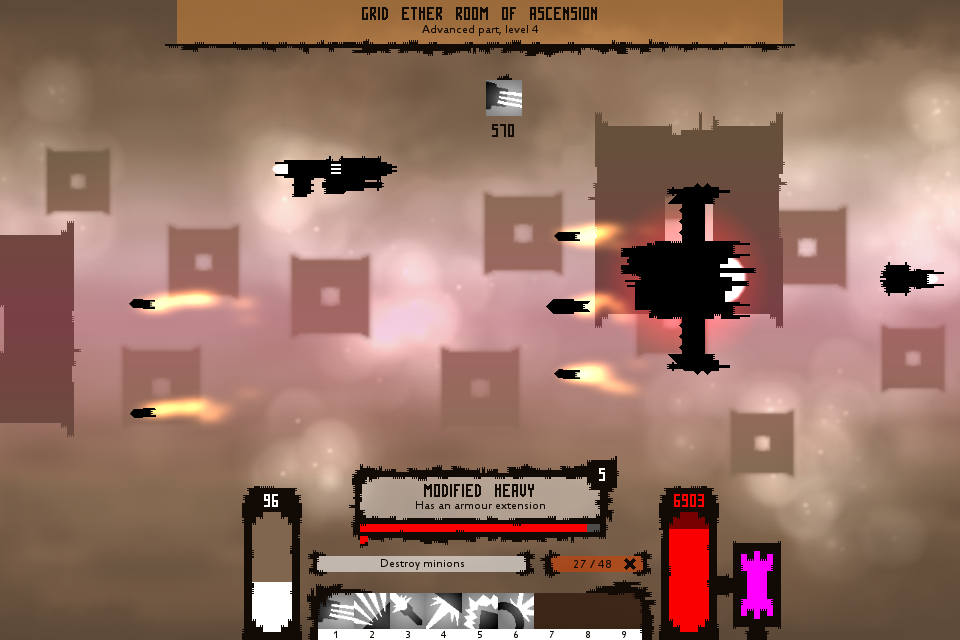 GRID ETHER ROOM OF ASCENSION
Advanced part, level 4
570
5
MODIFIED HEAVY
Has an armour extension
96
6903
Destroy minions
27 / 48
1 2 3 4 5 6 7 8 9